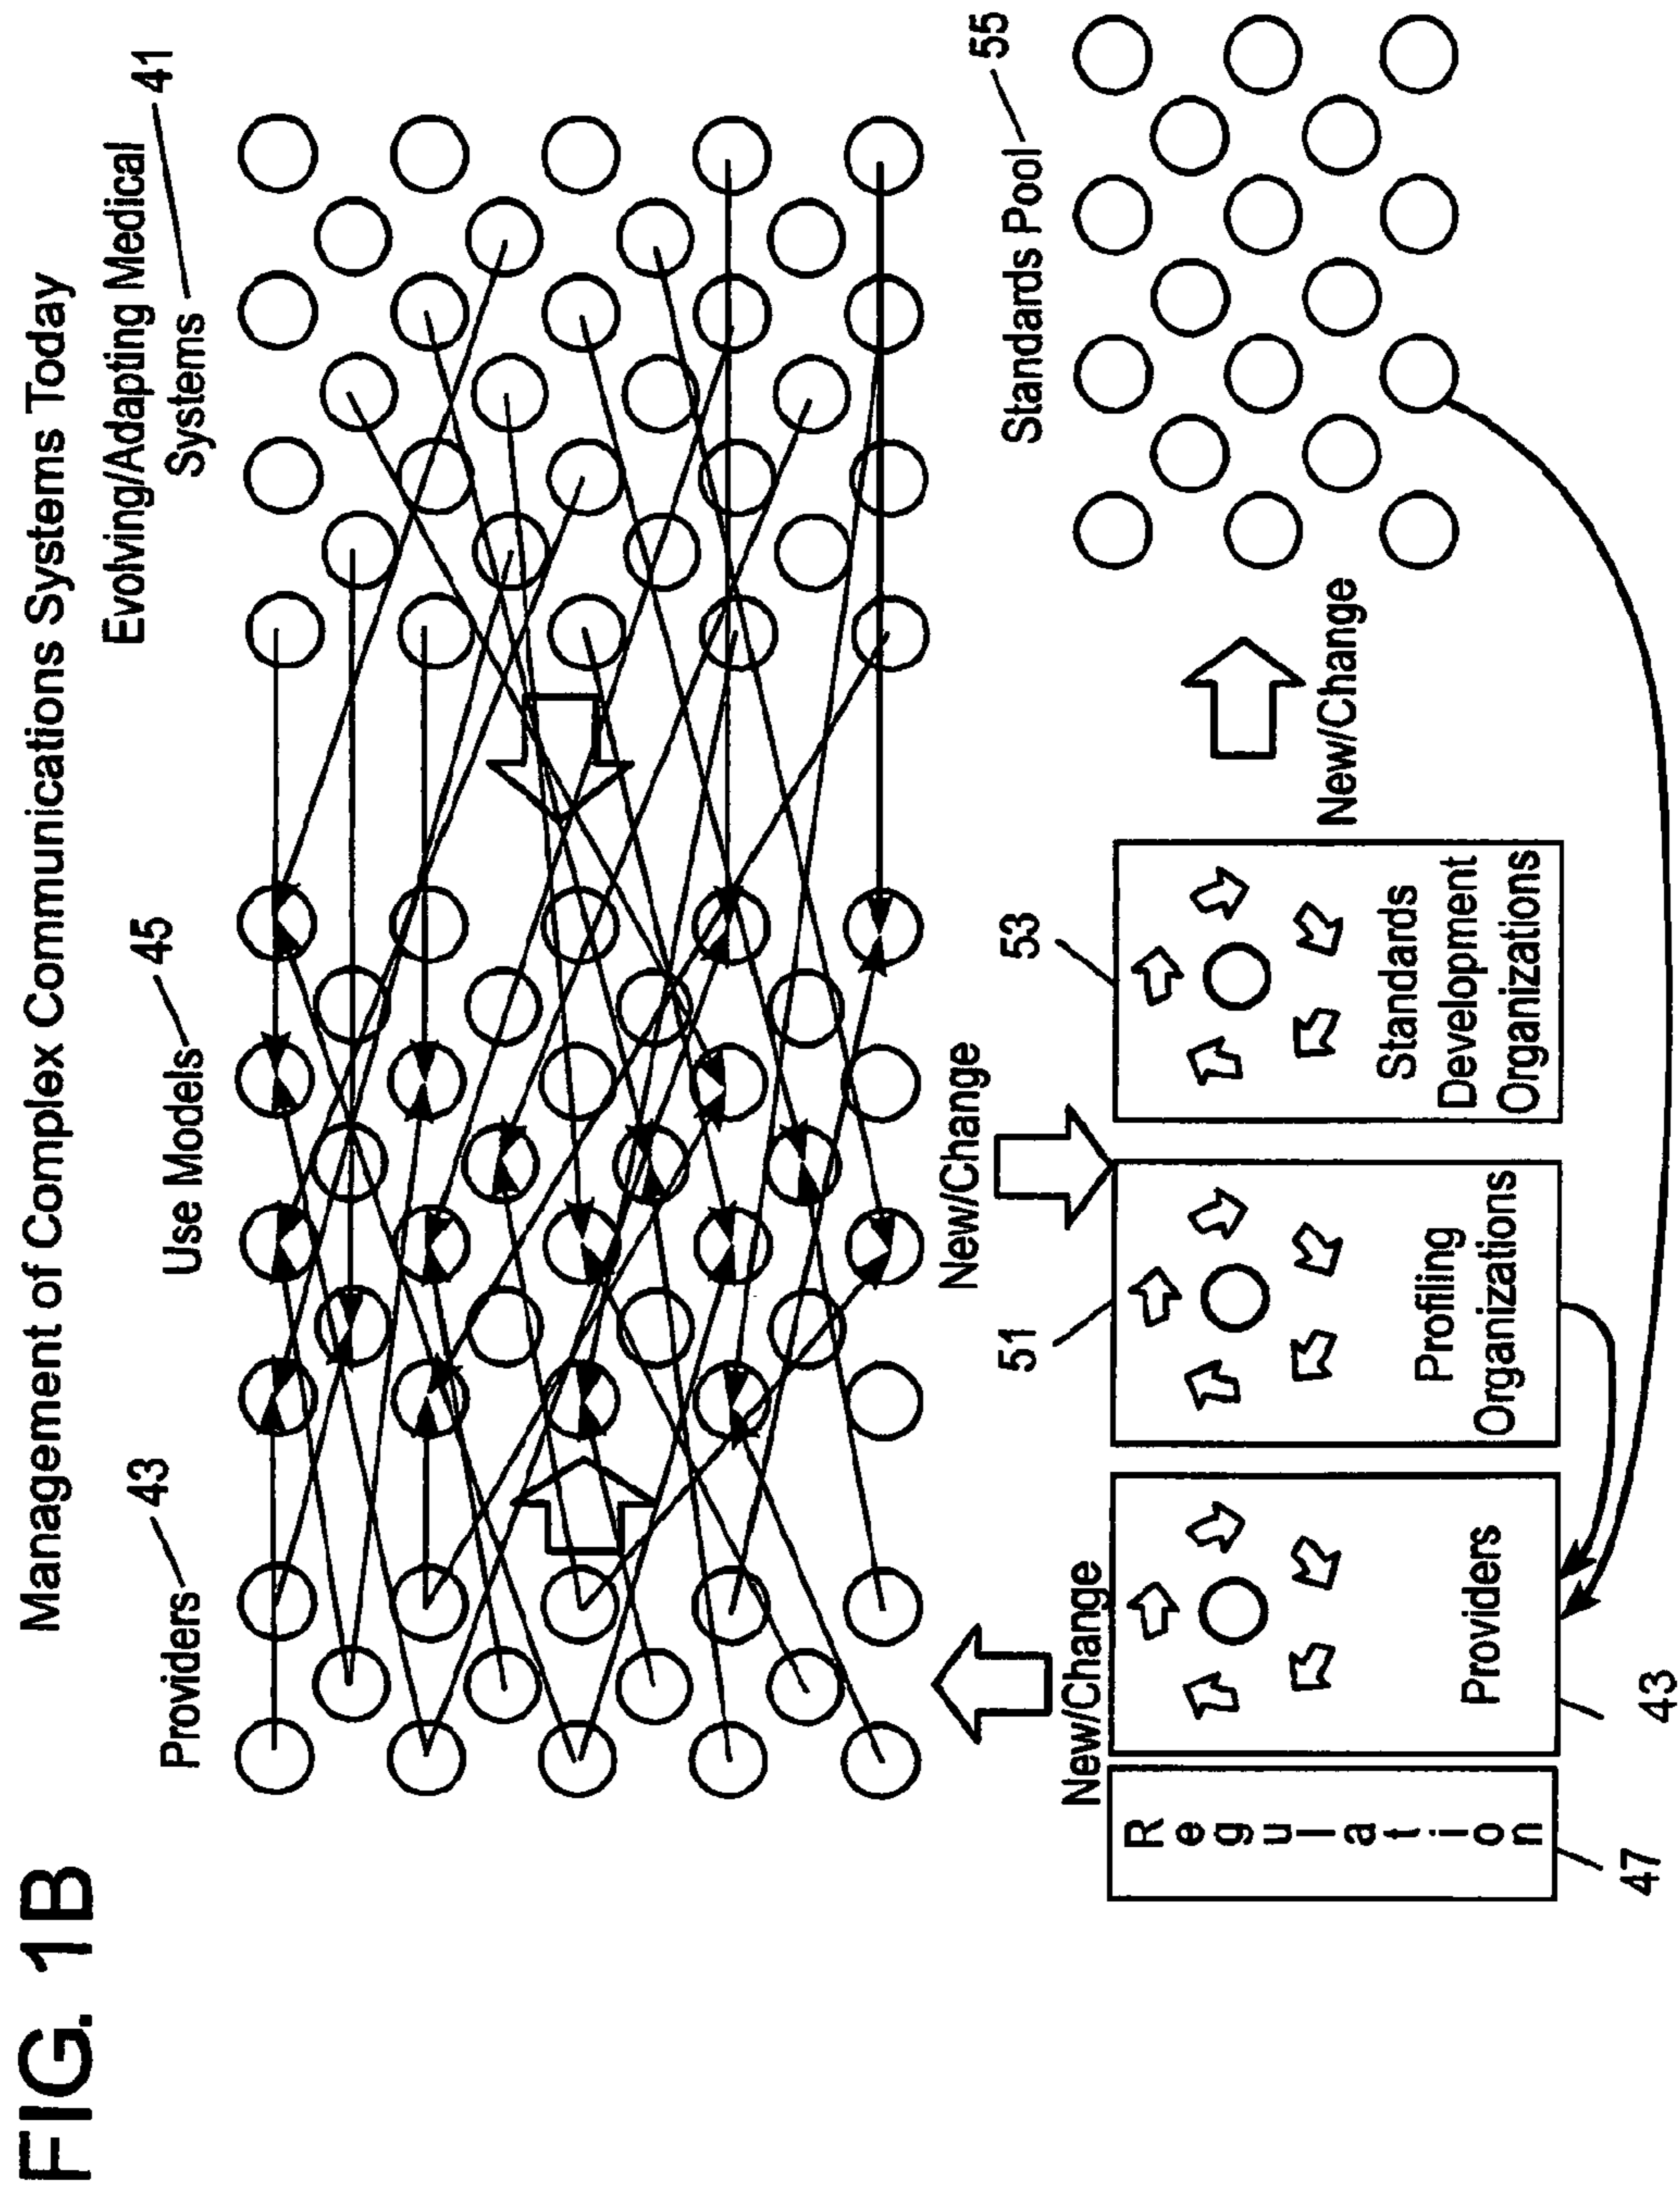 FIG. 1B
Management of Complex Communications Systems Today
Providers 43
Use Models 45
Evolving/Adapting Medical
Systems 41
New/Change
New/Change
Standards Pool 55
New/Change
Regulation
47
Providers
43
51
Profiling
Organizations
53
Standards
Development
Organizations